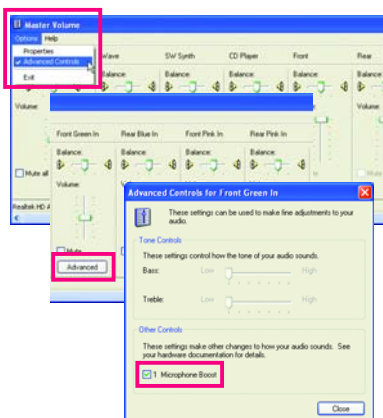 Master Volume
Options Help
Properties
Advanced Controls
Exit
Wave SW Synth CD Player Front Rear
Balance: Balance: Balance: Balance: Balance:
Volume:
Mute all
Realtek HD A
Front Green In Rear Blue In Front Pink In Rear Pink In
Balance: Balance: Balance: Balance:
Volume:
Mute
Advanced
Advanced Controls for Front Green In
These settings can be used to make fine adjustments to your
audio.
Tone Controls
These settings control how the tone of your audio sounds.
Bass: Low High
Treble: Low High
Other Controls
These settings make other changes to how your audio sounds. See
your hardware documentation for details.
1 Microphone Boost
Close